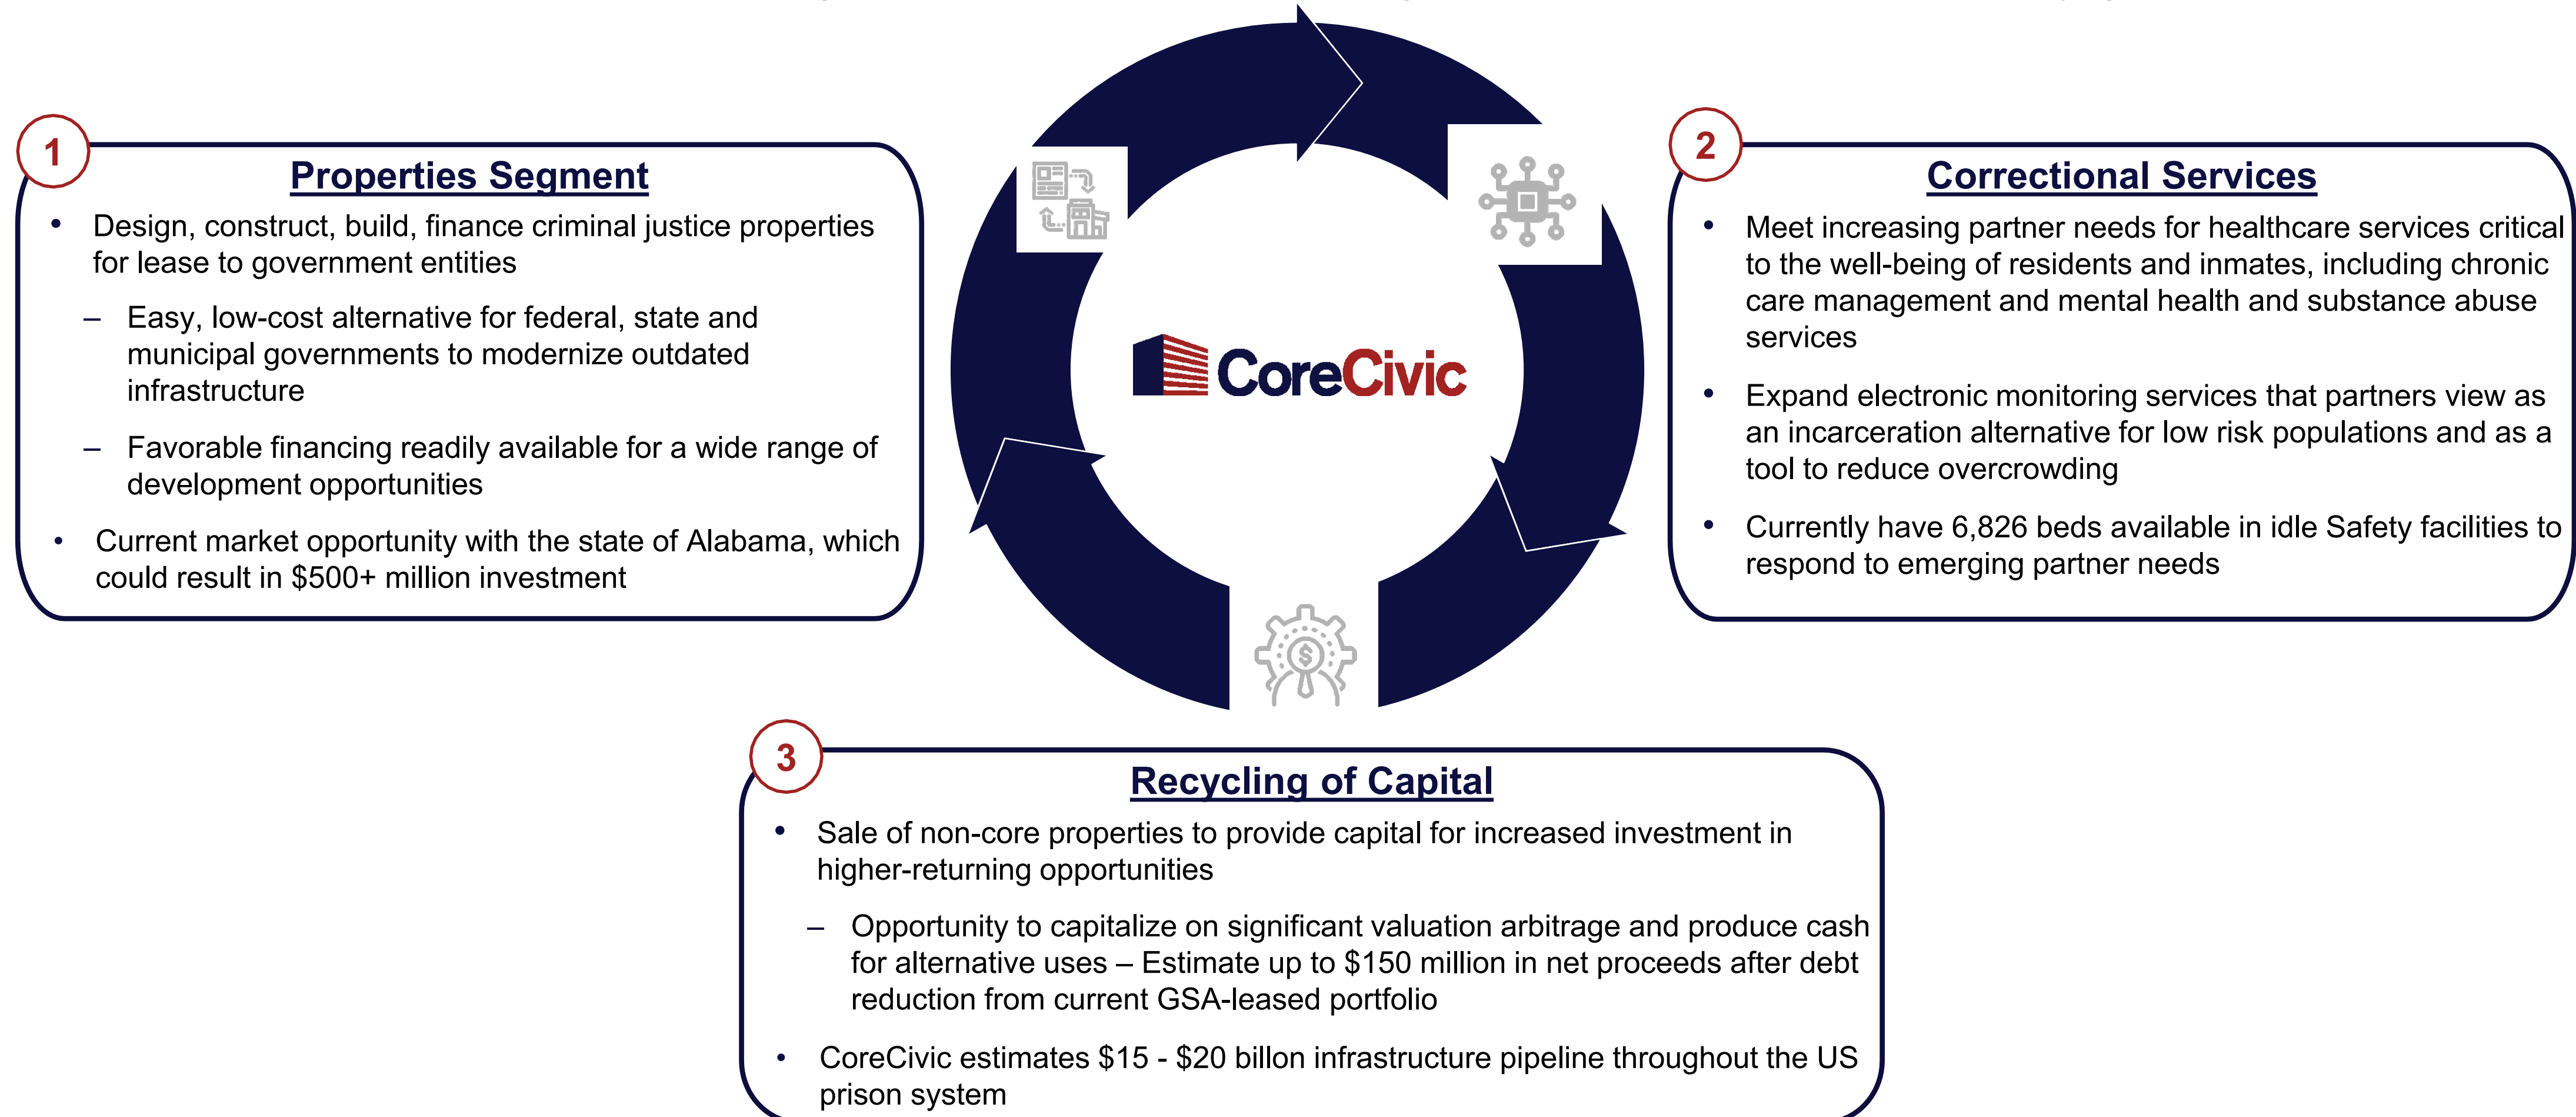 1
Properties Segment
• Design, construct, build, finance criminal justice properties
for lease to government entities
– Easy, low-cost alternative for federal, state and
municipal governments to modernize outdated
infrastructure
– Favorable financing readily available for a wide range of
development opportunities
• Current market opportunity with the state of Alabama, which
could result in $500+ million investment
CoreCivic
$
2
Correctional Services
• Meet increasing partner needs for healthcare services critical
to the well-being of residents and inmates, including chronic
care management and mental health and substance abuse
services
• Expand electronic monitoring services that partners view as
an incarceration alternative for low risk populations and as a
tool to reduce overcrowding
• Currently have 6,826 beds available in idle Safety facilities to
respond to emerging partner needs
3
Recycling of Capital
• Sale of non-core properties to provide capital for increased investment in
higher-returning opportunities
– Opportunity to capitalize on significant valuation arbitrage and produce cash
for alternative uses – Estimate up to $150 million in net proceeds after debt
reduction from current GSA-leased portfolio
• CoreCivic estimates $15 - $20 billon infrastructure pipeline throughout the US
prison system